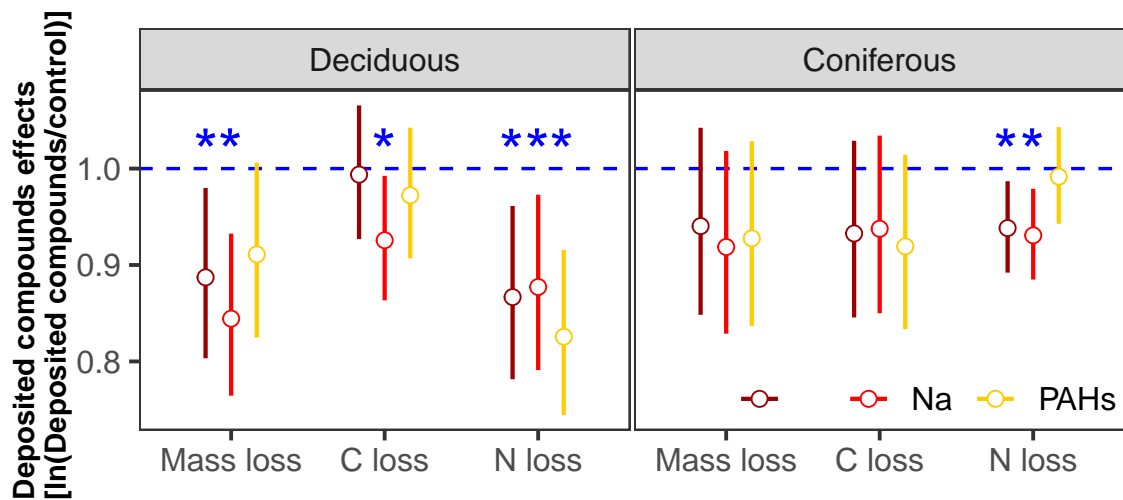 Deposited compounds effects
[ln(Deposited compounds/control)]
Deciduous
Coniferous
** * ***
**
1.0
0.9
0.8
Na PAHs
Mass loss C loss N loss
Mass loss C loss N loss